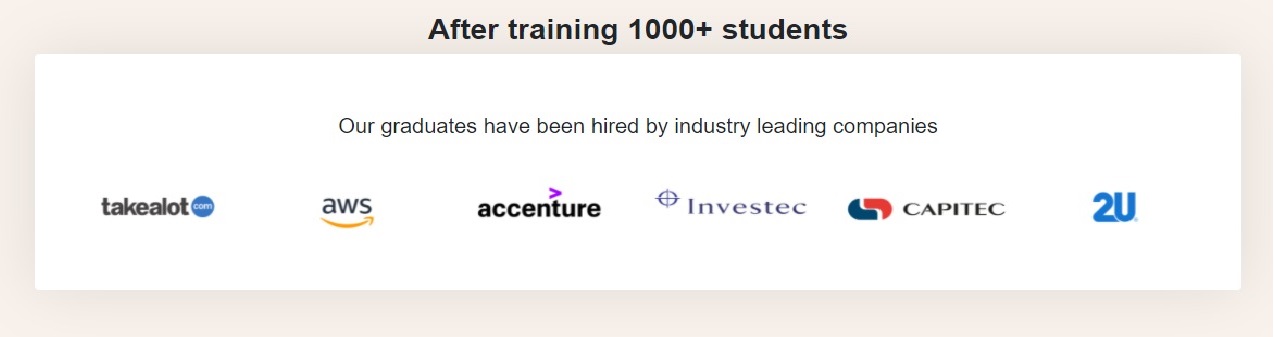 After training 1000+ students
Our graduates have been hired by industry leading companies
takealot com aws accenture Investec CAPITEC 2U